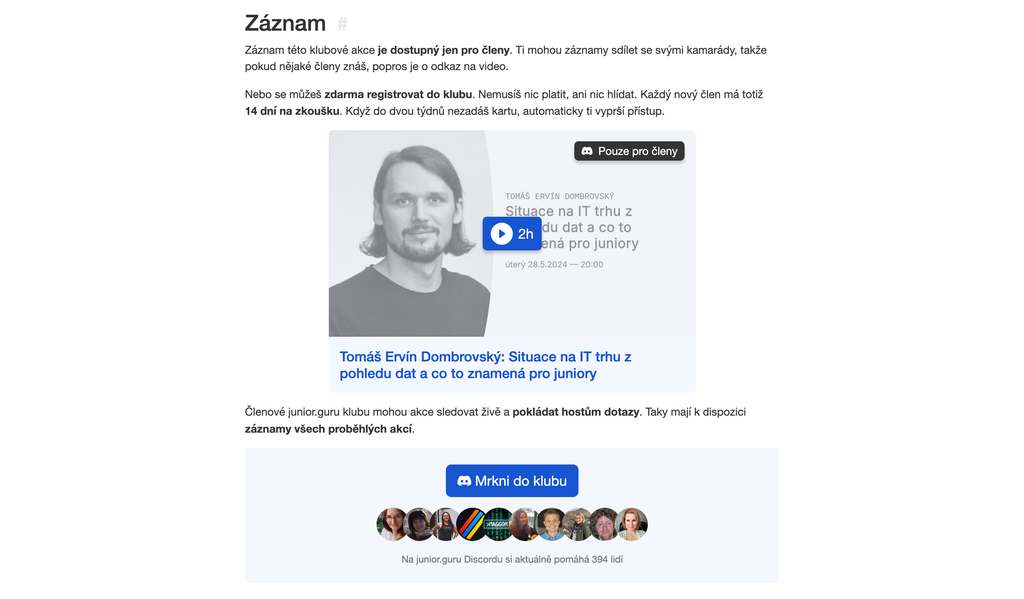 Záznam #
Záznam této klubové akce je dostupný jen pro členy. Ti mohou záznamy sdílet se svými kamarády, takže
pokud nějaké členy znáš, popros je o odkaz na video.
Nebo se můžeš zdarma registrovat do klubu. Nemusíš nic platit, ani nic hlídat. Každý nový člen má totiž
14 dní na zkoušku. Když do dvou týdnů nezadáš kartu, automaticky ti vyprší přístup.
Pouze pro členy
TOMÁŠ ERVÍN DOMBROVSKÝ
Situace na IT trhu z
du dat a co to
ená pro juniory
2h
úterý 28.5.2024 — 20:00
Tomáš Ervín Dombrovský: Situace na IT trhu z
pohledu dat a co to znamená pro juniory
Členové junior.guru klubu mohou akce sledovat živě a pokládat hostům dotazy. Taky mají k dispozici
záznamy všech proběhlých akcí.
Mrkni do klubu
Na junior.guru Discordu si aktuálně pomáhá 394 lidí